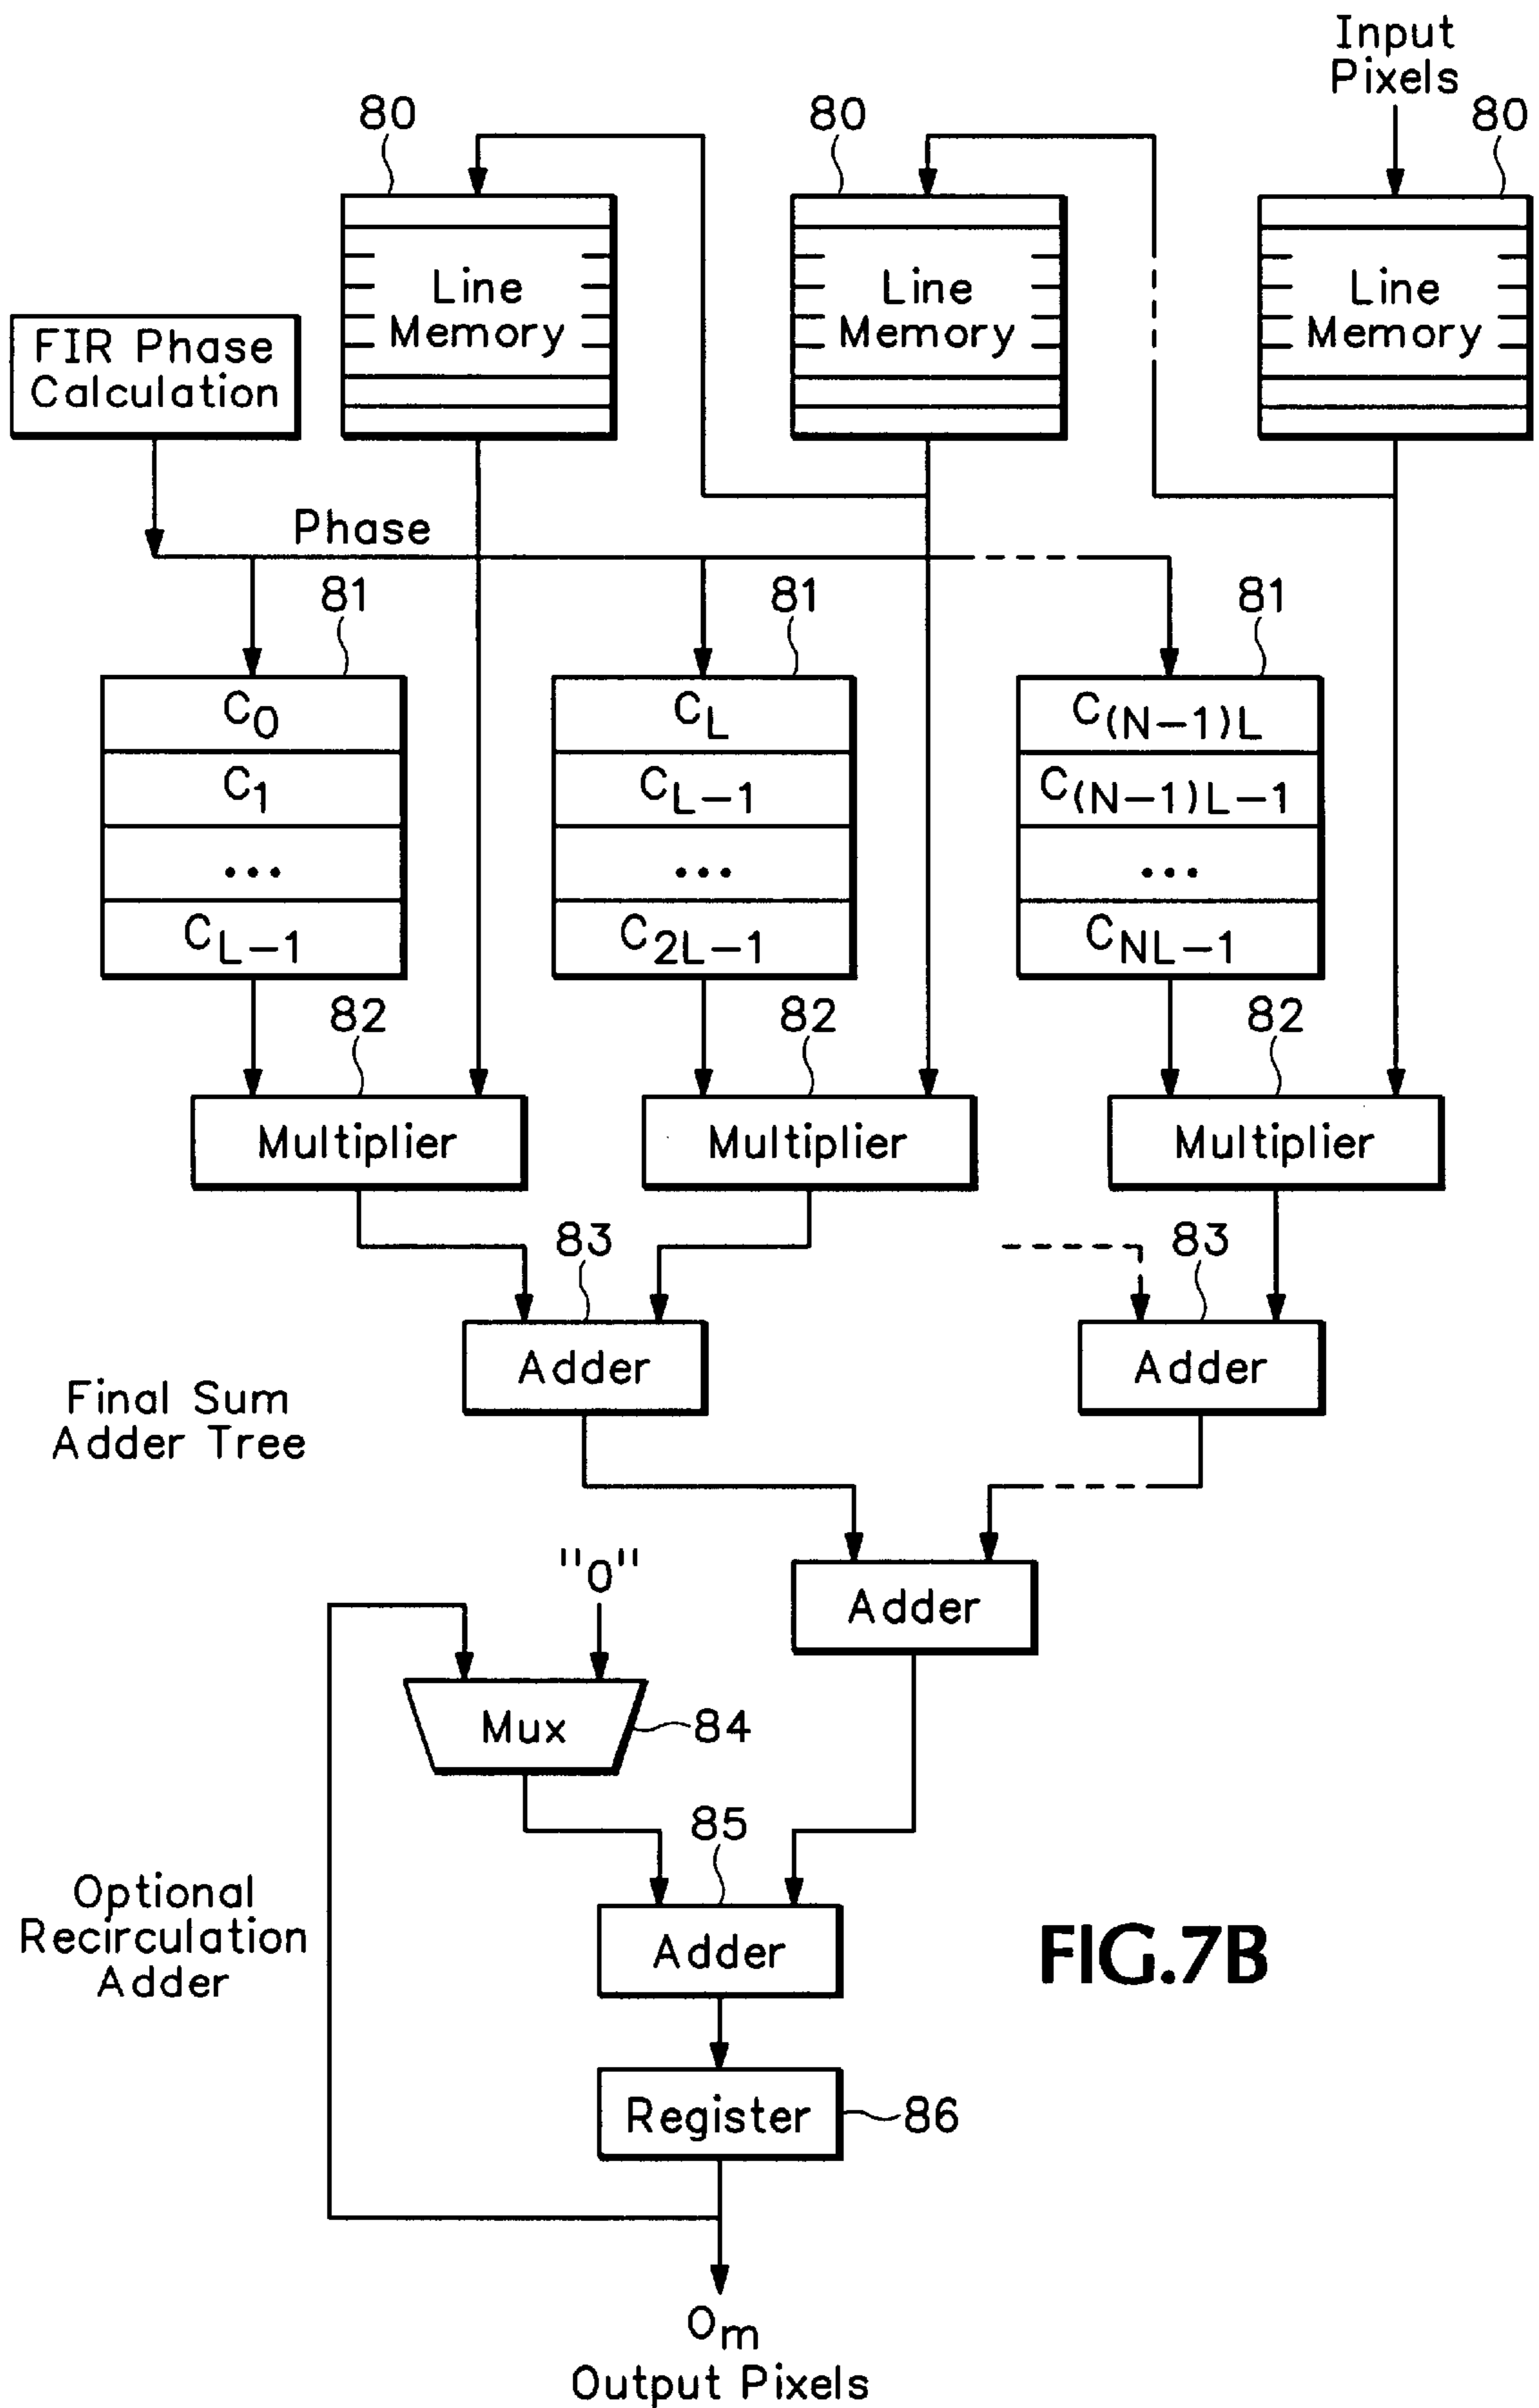 Input
Pixels
80
80
80
Line
Memory
Line
Memory
Line
Memory
FIR Phase
Calculation
Phase
81
81
81
C0
C1
...
CL−1
CL
CL−1
...
C2L−1
C(N−1)L
C(N−1)L−1
...
CNL−1
82
82
82
Multiplier
Multiplier
Multiplier
83
83
Adder
Adder
Final Sum
Adder Tree
"0"
Adder
Mux
84
85
Optional
Recirculation
Adder
Adder
FIG.7B
Register
86
Om
Output Pixels